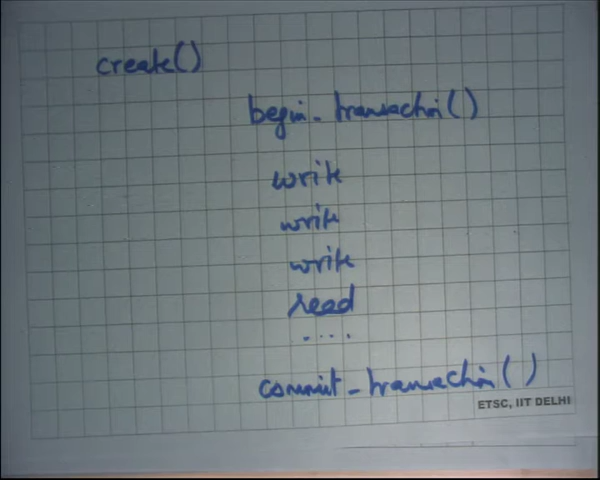 create()
begin_transaction()
write
write
write
read
....
commit_transaction()
ETSC, IIT DELHI